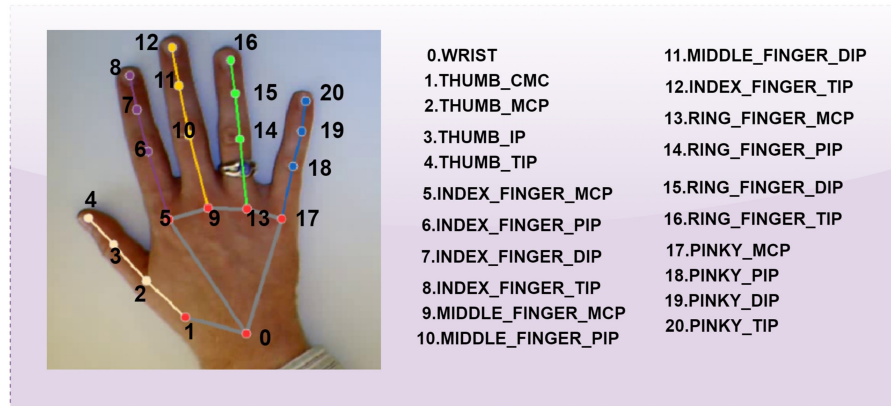 12
16
8
11
7
15
20
10
14
19
6
18
4
5
9
13
17
3
2
1
0
0.WRIST
1.THUMB_CMC
2.THUMB_MCP
3.THUMB_IP
4.THUMB_TIP
5.INDEX_FINGER_MCP
6.INDEX_FINGER_PIP
7.INDEX_FINGER_DIP
8.INDEX_FINGER_TIP
9.MIDDLE_FINGER_MCP
10.MIDDLE_FINGER_PIP
11.MIDDLE_FINGER_DIP
12.INDEX_FINGER_TIP
13.RING_FINGER_MCP
14.RING_FINGER_PIP
15.RING_FINGER_DIP
16.RING_FINGER_TIP
17.PINKY_MCP
18.PINKY_PIP
19.PINKY_DIP
20.PINKY_TIP